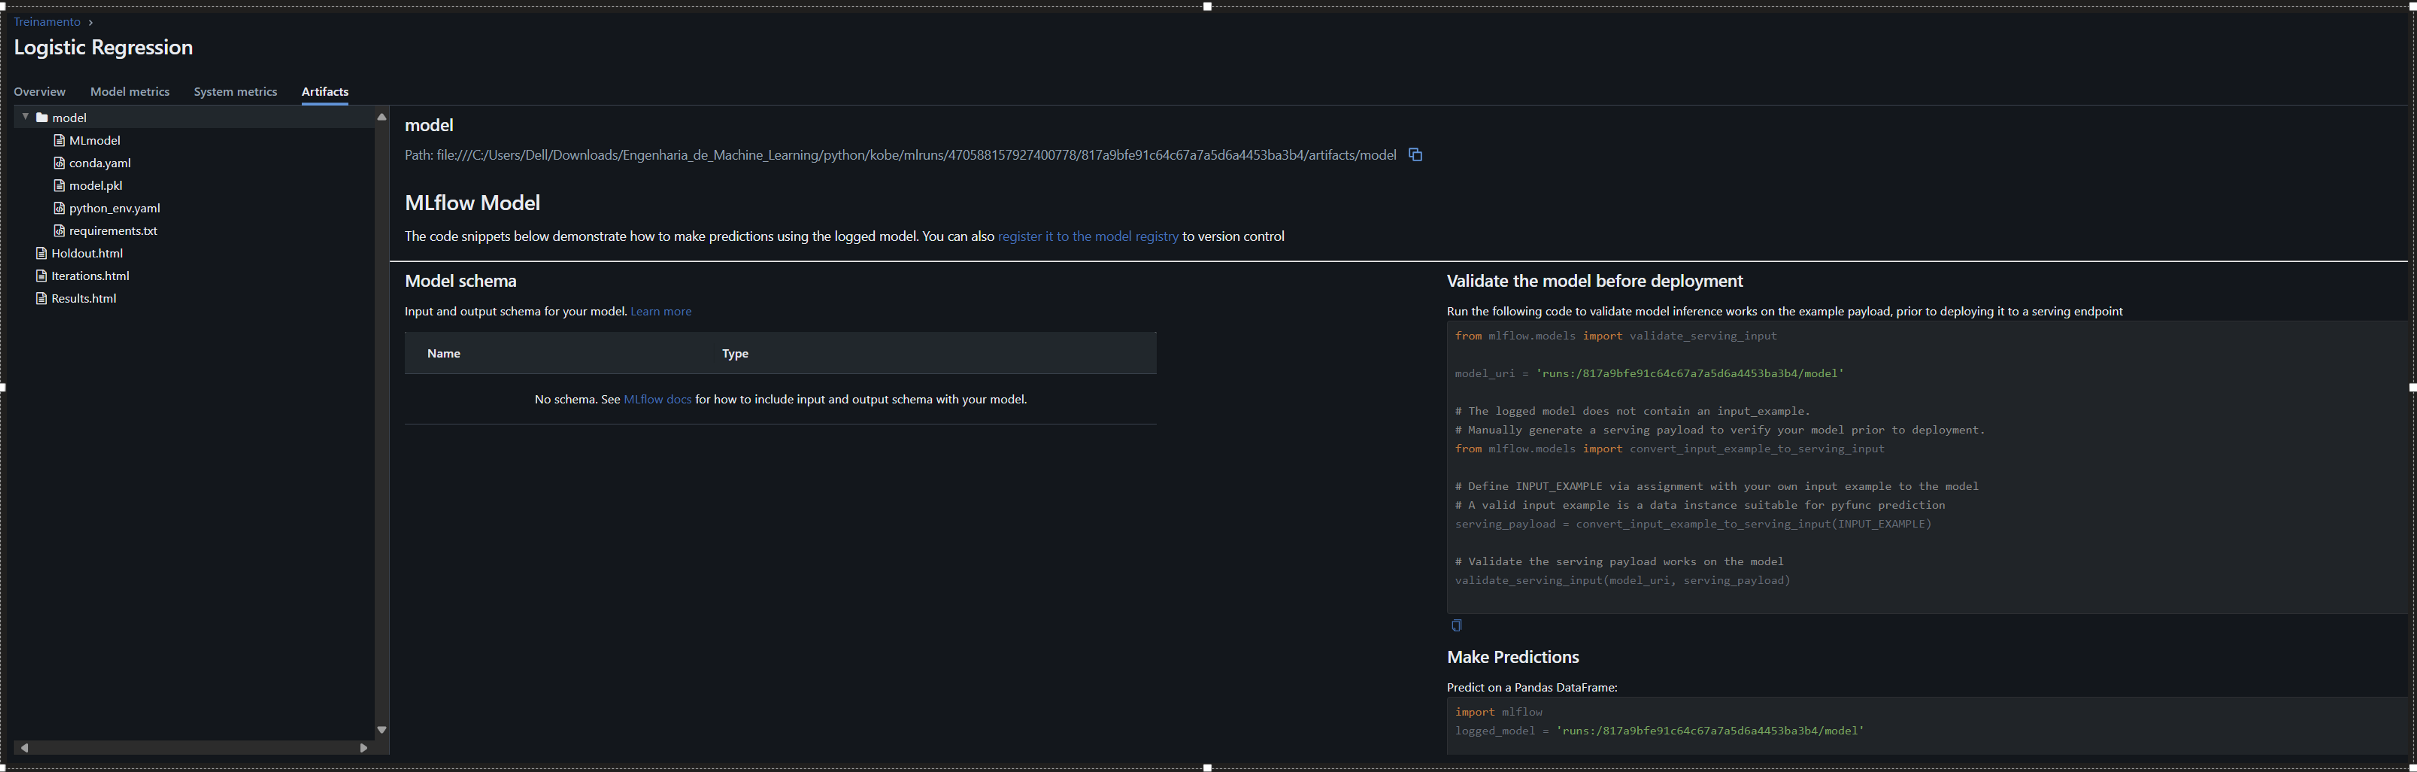 Treinamento ›
Logistic Regression
Overview Model metrics System metrics Artifacts
model
MLmodel
conda.yaml
model.pkl
python_env.yaml
requirements.txt
Holdout.html
Iterations.html
Results.html
model
Path: file:///C:/Users/Dell/Downloads/Engenharia_de_Machine_Learning/python/kobe/mlruns/470588157927400778/817a9bfe91c64c67a7a5d6a4453ba3b4/artifacts/model
MLflow Model
The code snippets below demonstrate how to make predictions using the logged model. You can also register it to the model registry to version control
Model schema
Input and output schema for your model. Learn more
Name Type
No schema. See MLflow docs for how to include input and output schema with your model.
Validate the model before deployment
Run the following code to validate model inference works on the example payload, prior to deploying it to a serving endpoint
from mlflow.models import validate_serving_input
model_uri = 'runs:/817a9bfe91c64c67a7a5d6a4453ba3b4/model'
# The logged model does not contain an input_example.
# Manually generate a serving payload to verify your model prior to deployment.
from mlflow.models import convert_input_example_to_serving_input
# Define INPUT_EXAMPLE via assignment with your own input example to the model
# A valid input example is a data instance suitable for pyfunc prediction
serving_payload = convert_input_example_to_serving_input(INPUT_EXAMPLE)
# Validate the serving payload works on the model
validate_serving_input(model_uri, serving_payload)
Make Predictions
Predict on a Pandas DataFrame:
import mlflow
logged_model = 'runs:/817a9bfe91c64c67a7a5d6a4453ba3b4/model'